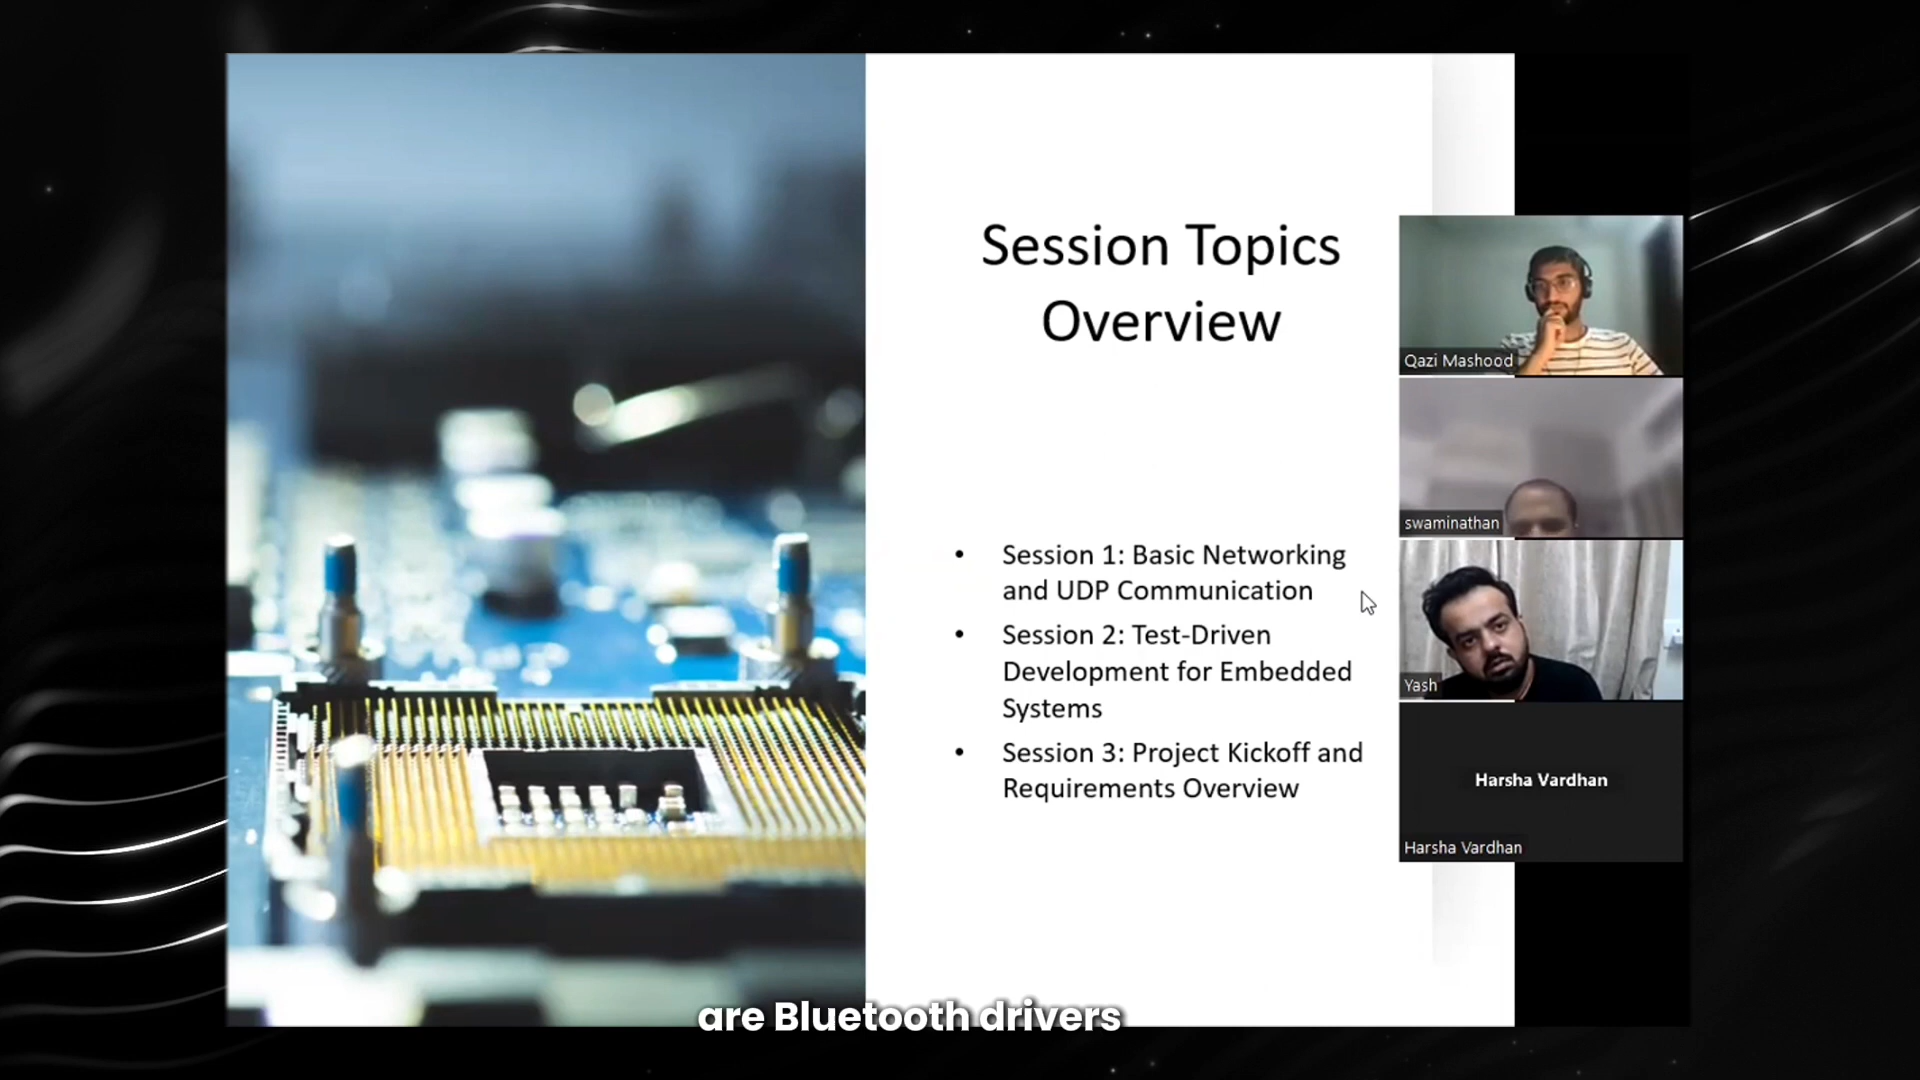 Session Topics
Overview
• Session 1: Basic Networking
and UDP Communication
• Session 2: Test-Driven
Development for Embedded
Systems
• Session 3: Project Kickoff and
Requirements Overview
Qazi Mashood
swaminathan
Yash
Harsha Vardhan
Harsha Vardhan
are Bluetooth drivers